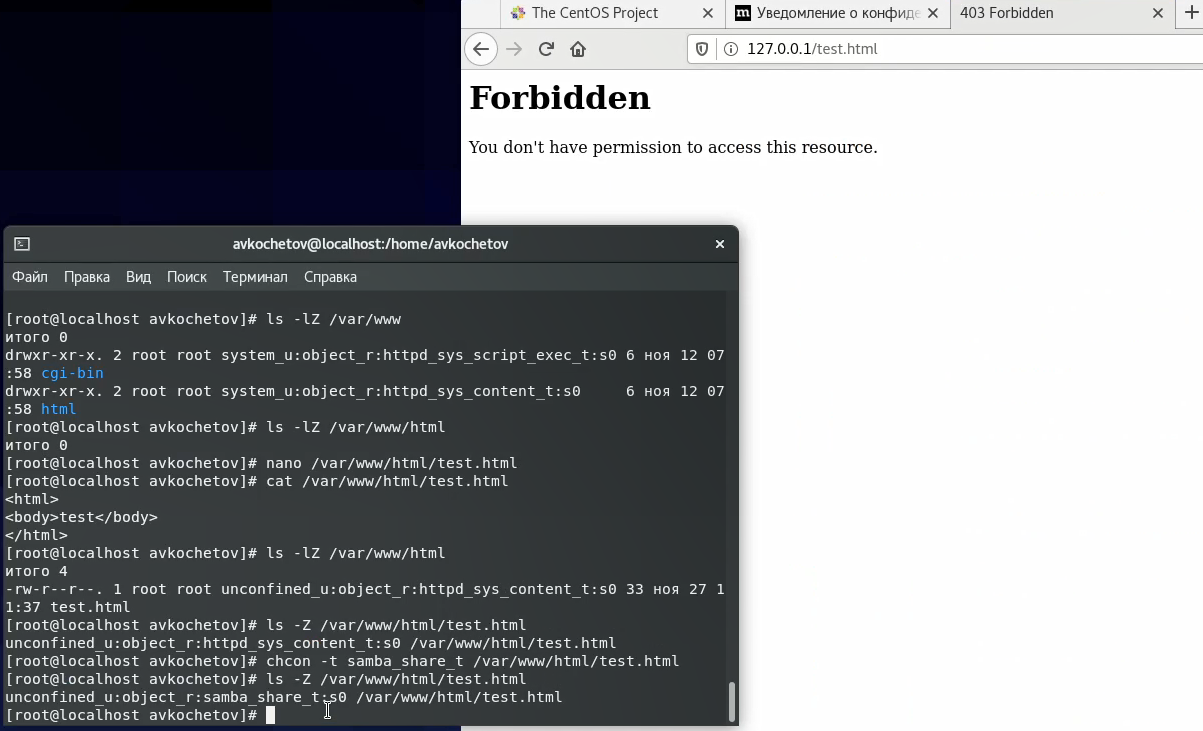 The CentOS Project
Уведомление о конфиде
403 Forbidden
127.0.0.1/test.html
Forbidden
You don't have permission to access this resource.
avkochetov@localhost:/home/avkochetov
Файл Правка Вид Поиск Терминал Справка
[root@localhost avkochetov]# ls -lZ /var/www
итого 0
drwxr-xr-x. 2 root root system_u:object_r:httpd_sys_script_exec_t:s0 6 ноя 12 07
:58 cgi-bin
drwxr-xr-x. 2 root root system_u:object_r:httpd_sys_content_t:s0     6 ноя 12 07
:58 html
[root@localhost avkochetov]# ls -lZ /var/www/html
итого 0
[root@localhost avkochetov]# nano /var/www/html/test.html
[root@localhost avkochetov]# cat /var/www/html/test.html
<html>
<body>test</body>
</html>
[root@localhost avkochetov]# ls -lZ /var/www/html
итого 4
-rw-r--r--. 1 root root unconfined_u:object_r:httpd_sys_content_t:s0 33 ноя 27 1
1:37 test.html
[root@localhost avkochetov]# ls -Z /var/www/html/test.html
unconfined_u:object_r:httpd_sys_content_t:s0 /var/www/html/test.html
[root@localhost avkochetov]# chcon -t samba_share_t /var/www/html/test.html
[root@localhost avkochetov]# ls -Z /var/www/html/test.html
unconfined_u:object_r:samba_share_t:s0 /var/www/html/test.html
[root@localhost avkochetov]#